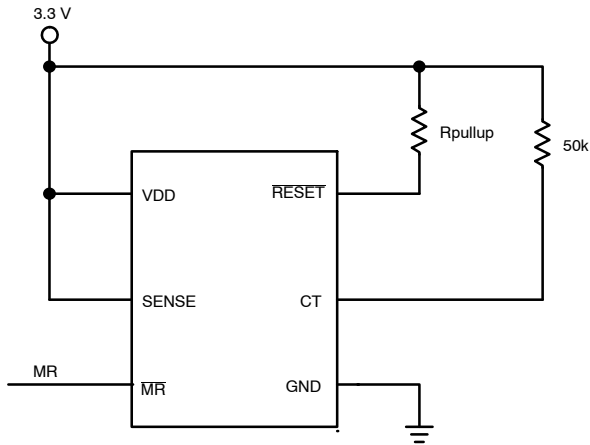 3.3 V
Rpullup
50k
VDD
RESET
SENSE
CT
MR
MR
GND